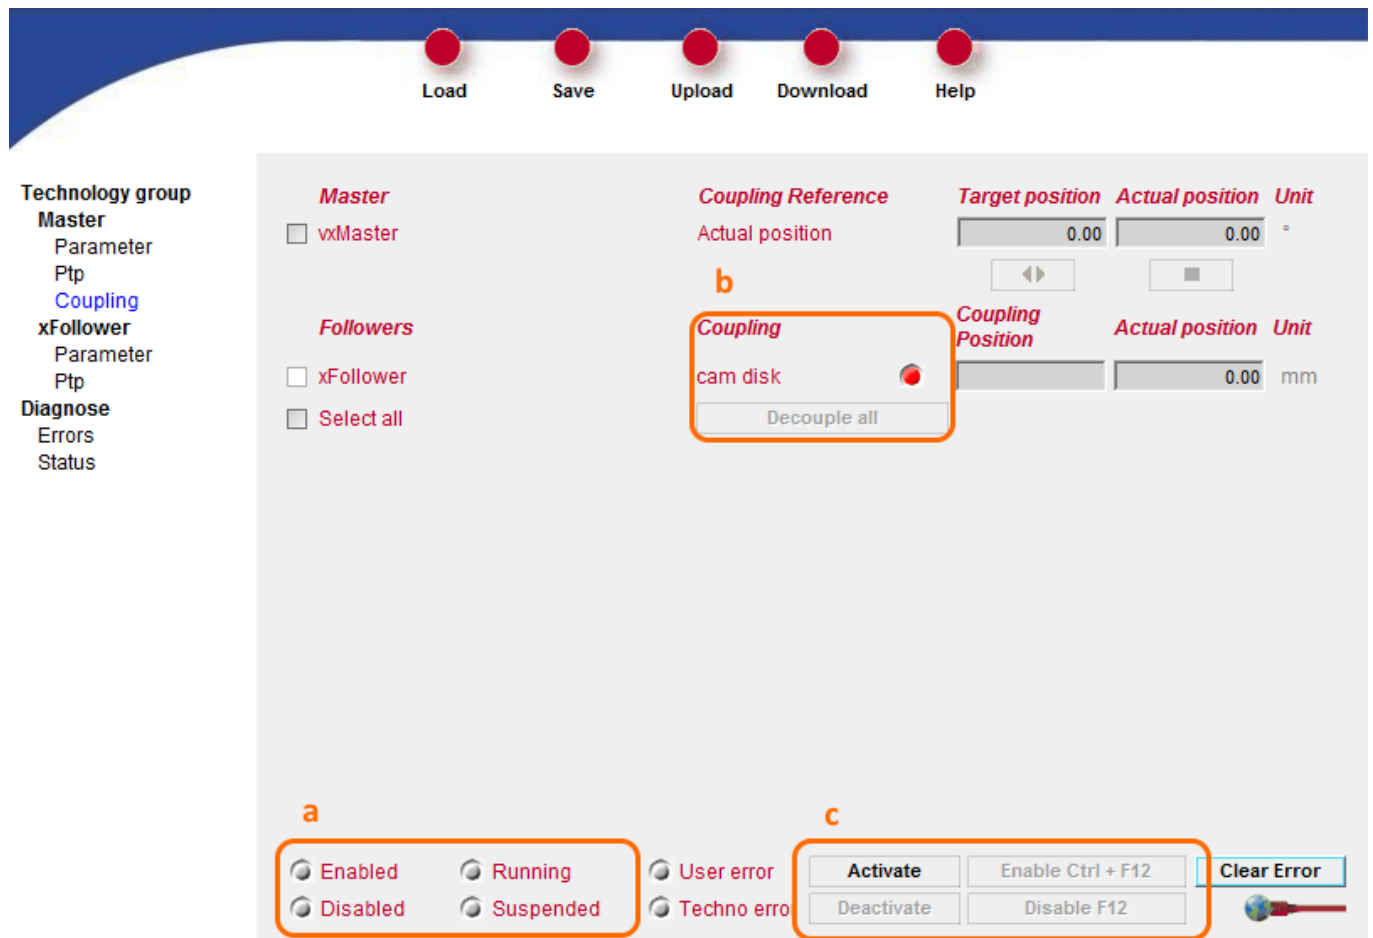 Load Save Upload Download Help
Technology group
Master
Parameter
Ptp
Coupling
xFollower
Parameter
Ptp
Diagnose
Errors
Status
Master Coupling Reference Target position Actual position Unit
vxMaster Actual position 0.00 0.00 °
b
Followers Coupling Coupling Position Actual position Unit
xFollower cam disk 0.00 mm
Select all Decouple all
a
c
Enabled Running User error Activate Enable Ctrl + F12 Clear Error
Disabled Suspended Techno erro Deactivate Disable F12